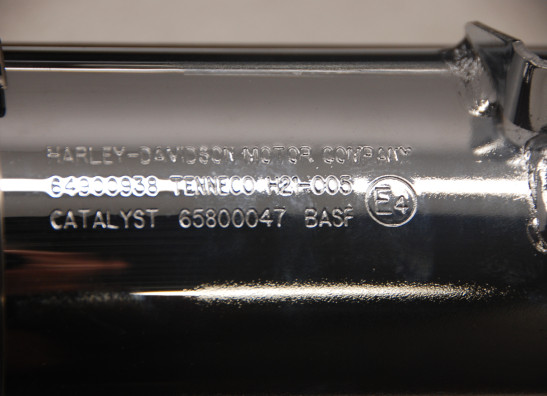 HARLEY-DAVIDSON MOTOR COMPANY
64900938 TENNECO H21-005
CATALYST 65800047 BASF E4